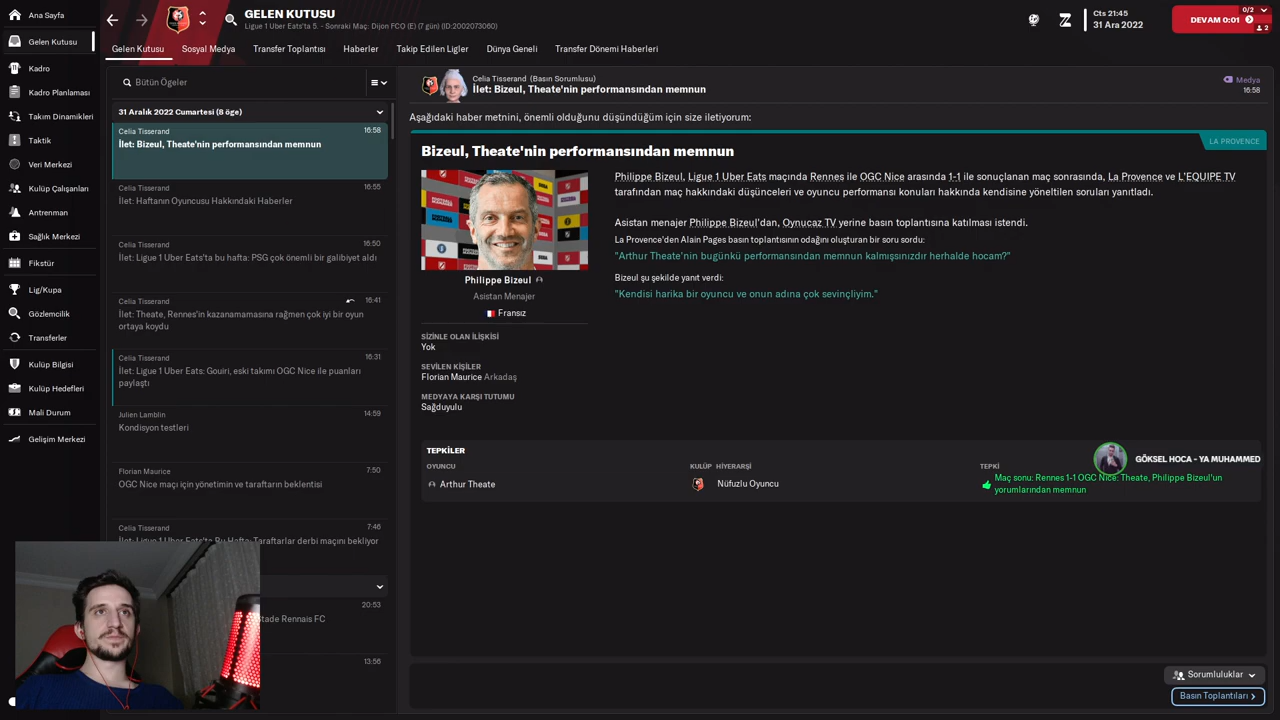 Ana Sayfa
Gelen Kutusu
Kadro
Kadro Planlaması
Takım Dinamikleri
Taktik
Veri Merkezi
Kulüp Çalışanları
Antrenman
Sağlık Merkezi
Fikstür
Lig/Kupa
Gözlemcilik
Transferler
Kulüp Bilgisi
Kulüp Hedefleri
Mali Durum
Gelişim Merkezi
GELEN KUTUSU
Ligue 1 Uber Eats'ta 5. - Sonraki Maç: Dijon FCO (E) (7 gün) (ID:2002073060)
Cts 21:45
31 Ara 2022
DEVAM 0:01
0/2
2
Gelen Kutusu
Sosyal Medya
Transfer Toplantısı
Haberler
Takip Edilen Ligler
Dünya Geneli
Transfer Dönemi Haberleri
Bütün Ögeler
31 Aralık 2022 Cumartesi (8 öge)
Celia Tisserand 16:58
İlet: Bizeul, Theate'nin performansından memnun
Celia Tisserand 16:55
İlet: Haftanın Oyuncusu Hakkındaki Haberler
Celia Tisserand 16:50
İlet: Ligue 1 Uber Eats'ta bu hafta: PSG çok önemli bir galibiyet aldı
Celia Tisserand 16:41
İlet: Theate, Rennes'in kazanamamasına rağmen çok iyi bir oyun
ortaya koydu
Celia Tisserand 16:31
İlet: Ligue 1 Uber Eats: Gouiri, eski takımı OGC Nice ile puanları
paylaştı
Julien Lamblin 14:59
Kondisyon testleri
Florian Maurice 7:50
OGC Nice maçı için yönetimin ve taraftarın beklentisi
Celia Tisserand 7:46
İlet: Ligue 1 Uber Eats'ta Bu Hafta: Taraftarlar derbi maçını bekliyor
20:53
Stade Rennais FC
13:56
Celia Tisserand (Basın Sorumlusu)
İlet: Bizeul, Theate'nin performansından memnun
Medya
16:58
Aşağıdaki haber metnini, önemli olduğunu düşündüğüm için size iletiyorum:
LA PROVENCE
Bizeul, Theate'nin performansından memnun
Philippe Bizeul
Asistan Menajer
Fransız
SİZİNLE OLAN İLİŞKİSİ
Yok
SEVİLEN KİŞİLER
Florian Maurice Arkadaş
MEDYAYA KARŞI TUTUMU
Sağduyulu
Philippe Bizeul, Ligue 1 Uber Eats maçında Rennes ile OGC Nice arasında 1-1 ile sonuçlanan maç sonrasında, La Provence ve L'EQUIPE TV
tarafından maç hakkındaki düşünceleri ve oyuncu performansı konuları hakkında kendisine yöneltilen soruları yanıtladı.
Asistan menajer Philippe Bizeul'dan, Oynucaz TV yerine basın toplantısına katılması istendi.
La Provence'den Alain Pages basın toplantısının odağını oluşturan bir soru sordu:
"Arthur Theate'nin bugünkü performansından memnun kalmışsınızdır herhalde hocam?"
Bizeul şu şekilde yanıt verdi:
"Kendisi harika bir oyuncu ve onun adına çok sevinçliyim."
TEPKİLER
OYUNCU KULÜP HİYERARŞİ TEPKİ
Arthur Theate Nüfuzlu Oyuncu
Maç sonu: Rennes 1-1 OGC Nice: Theate, Philippe Bizeul'un
yorumlarından memnun
GÖKSEL HOCA - YA MUHAMMED
Sorumluluklar
Basın Toplantıları